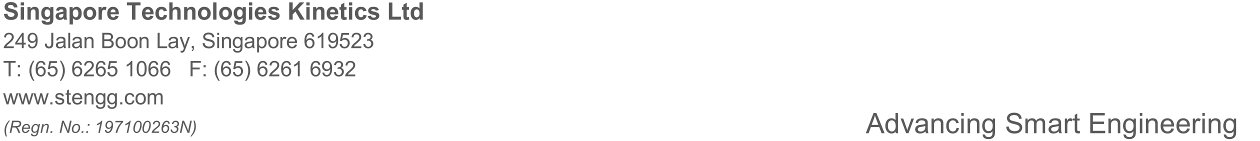 Singapore Technologies Kinetics Ltd
249 Jalan Boon Lay, Singapore 619523
T: (65) 6265 1066   F: (65) 6261 6932
www.stengg.com
(Regn. No.: 197100263N)
Advancing Smart Engineering